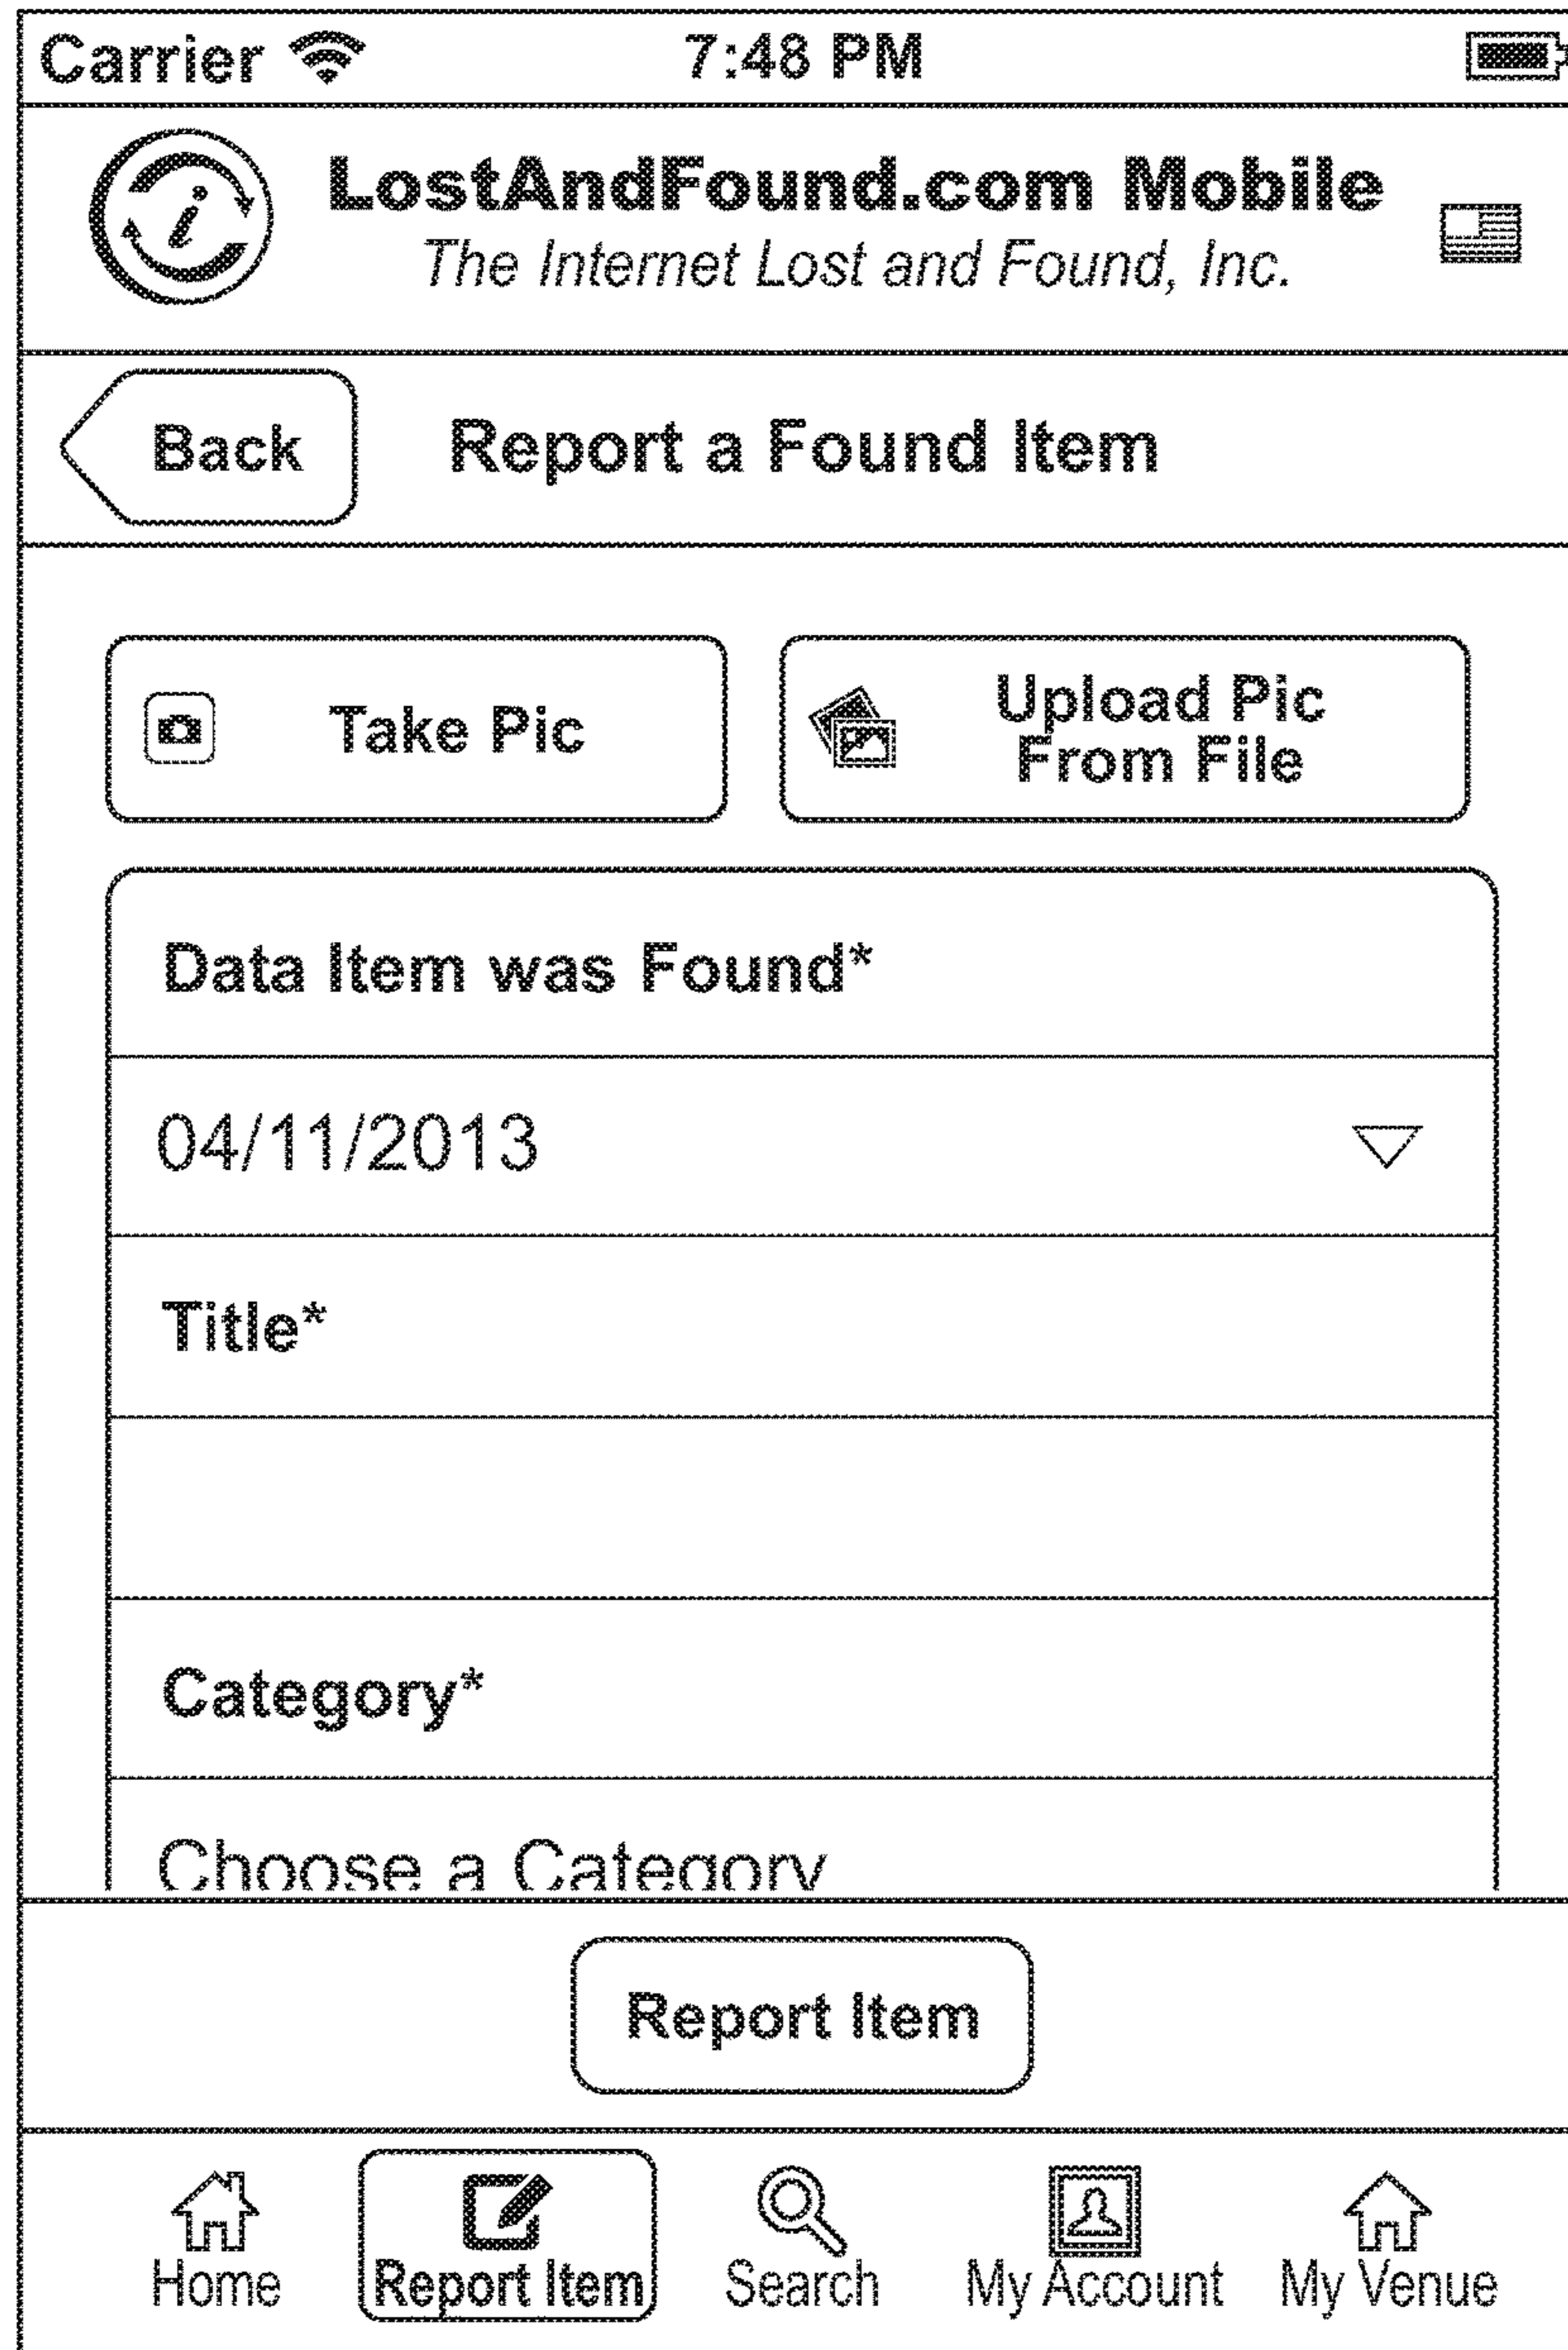 Carrier 7:48 PM
LostAndFound.com Mobile
The Internet Lost and Found, Inc.
Back Report a Found Item
Take Pic
Upload Pic
From File
Data Item was Found*
04/11/2013
Title*
Category*
Choose a Category
Report Item
Home Report Item Search My Account My Venue